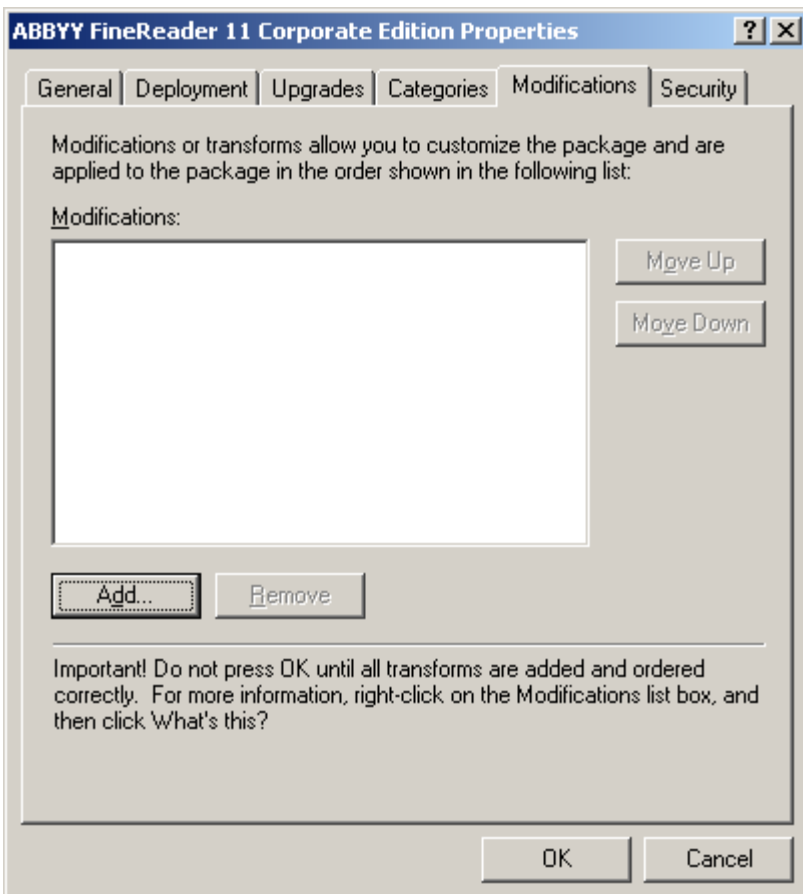 ABBYY FineReader 11 Corporate Edition Properties
General Deployment Upgrades Categories Modifications Security
Modifications or transforms allow you to customize the package and are
applied to the package in the order shown in the following list:
Modifications:
Move Up
Move Down
Add... Remove
Important! Do not press OK until all transforms are added and ordered
correctly. For more information, right-click on the Modifications list box, and
then click What's this?
OK Cancel